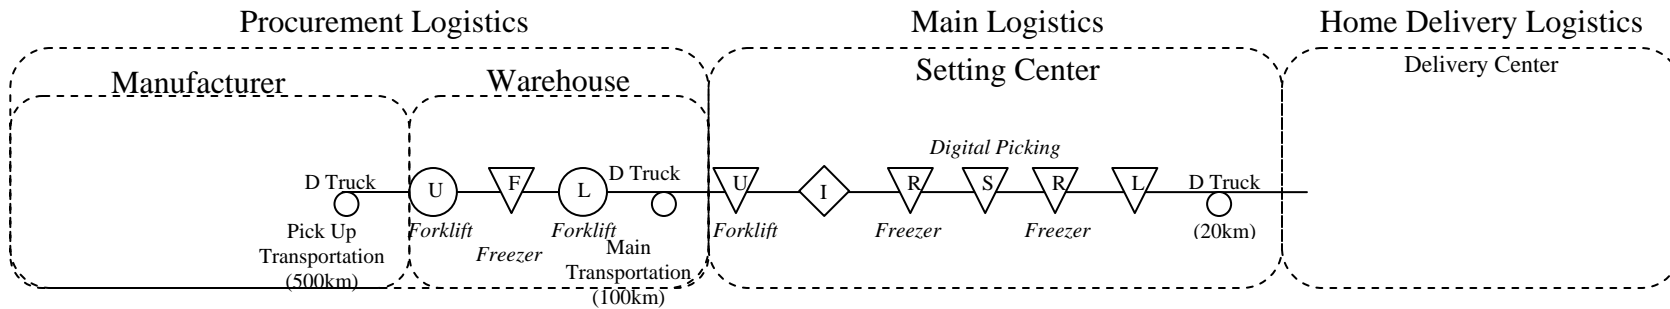 Procurement Logistics
Main Logistics
Home Delivery Logistics
Manufacturer
Warehouse
Setting Center
Delivery Center
Digital Picking
D Truck
U
F
L
D Truck
U
I
R
S
R
L
D Truck
Pick Up
Transportation
(500km)
Forklift
Freezer
Forklift
Main
Transportation
(100km)
Forklift
Freezer
Freezer
(20km)